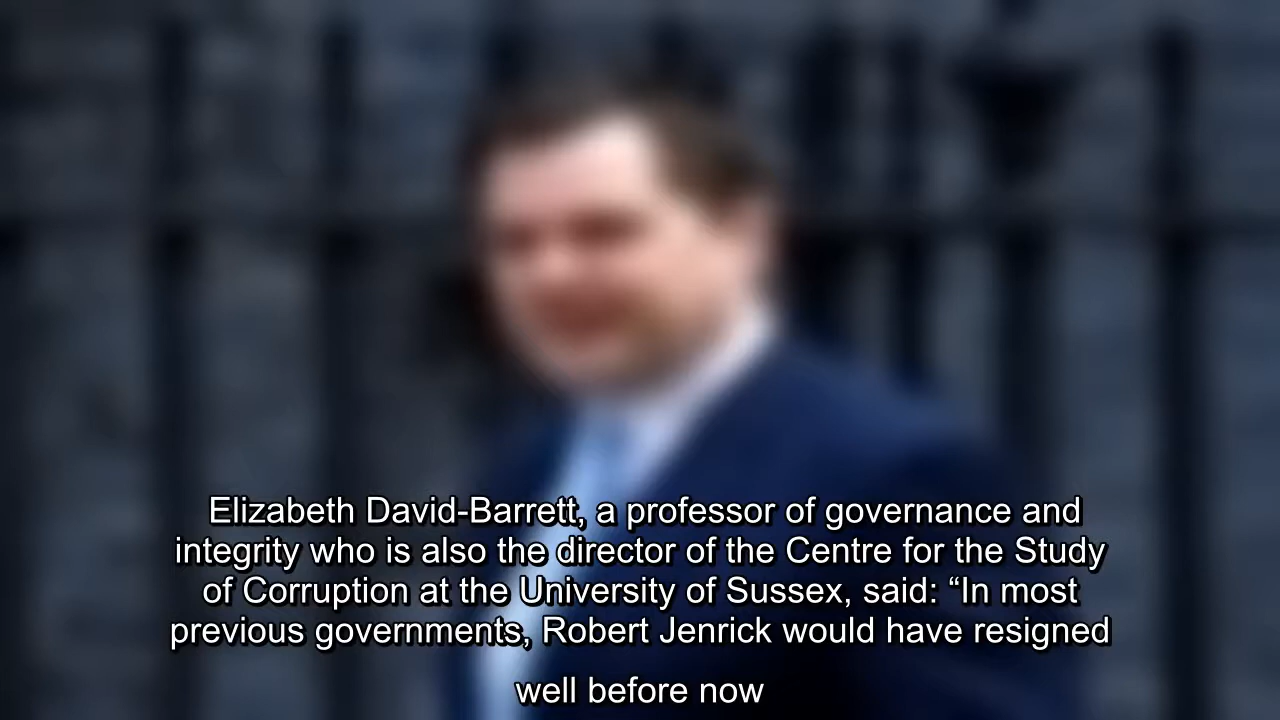 Elizabeth David-Barrett, a professor of governance and
integrity who is also the director of the Centre for the Study
of Corruption at the University of Sussex, said: “In most
previous governments, Robert Jenrick would have resigned
well before now